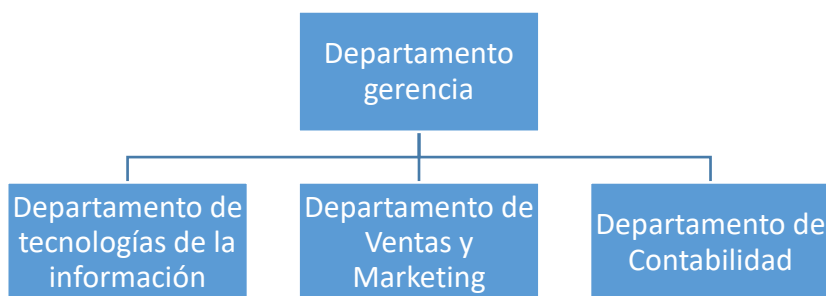 Departamento
gerencia
Departamento de
tecnologías de la
información
Departamento de
Ventas y
Marketing
Departamento de
Contabilidad